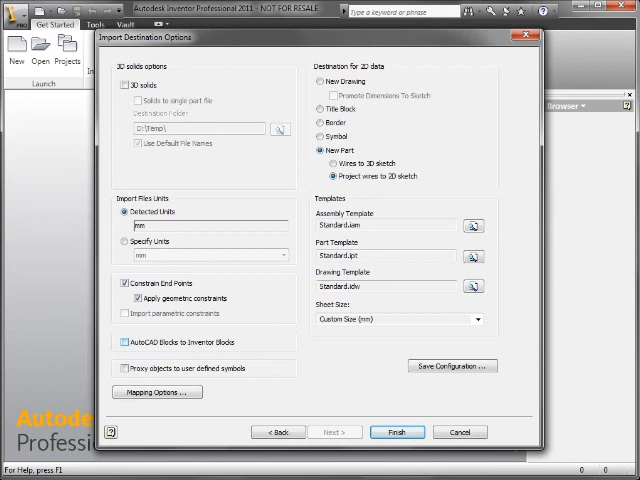 Autodesk Inventor Professional 2011 - NOT FOR RESALE
Type a keyword or phrase
PRO
Get Started
Tools
Vault
New
Open
Projects
Launch
Import Destination Options
3D solids options
3D solids
Solids to single part file
Destination Folder
D:\Temp\
Use Default File Names
Import Files Units
Detected Units
mm
Specify Units
mm
Constrain End Points
Apply geometric constraints
Import parametric constraints
AutoCAD Blocks to Inventor Blocks
Proxy objects to user defined symbols
Mapping Options ...
Destination for 2D data
New Drawing
Promote Dimensions To Sketch
Title Block
Border
Symbol
New Part
Wires to 3D sketch
Project wires to 2D sketch
Templates
Assembly Template
Standard.iam
Part Template
Standard.ipt
Drawing Template
Standard.idw
Sheet Size:
Custom Size (mm)
Save Configuration ...
< Back
Next >
Finish
Cancel
Browser
Autode
Professio
For Help, press F1
0 0